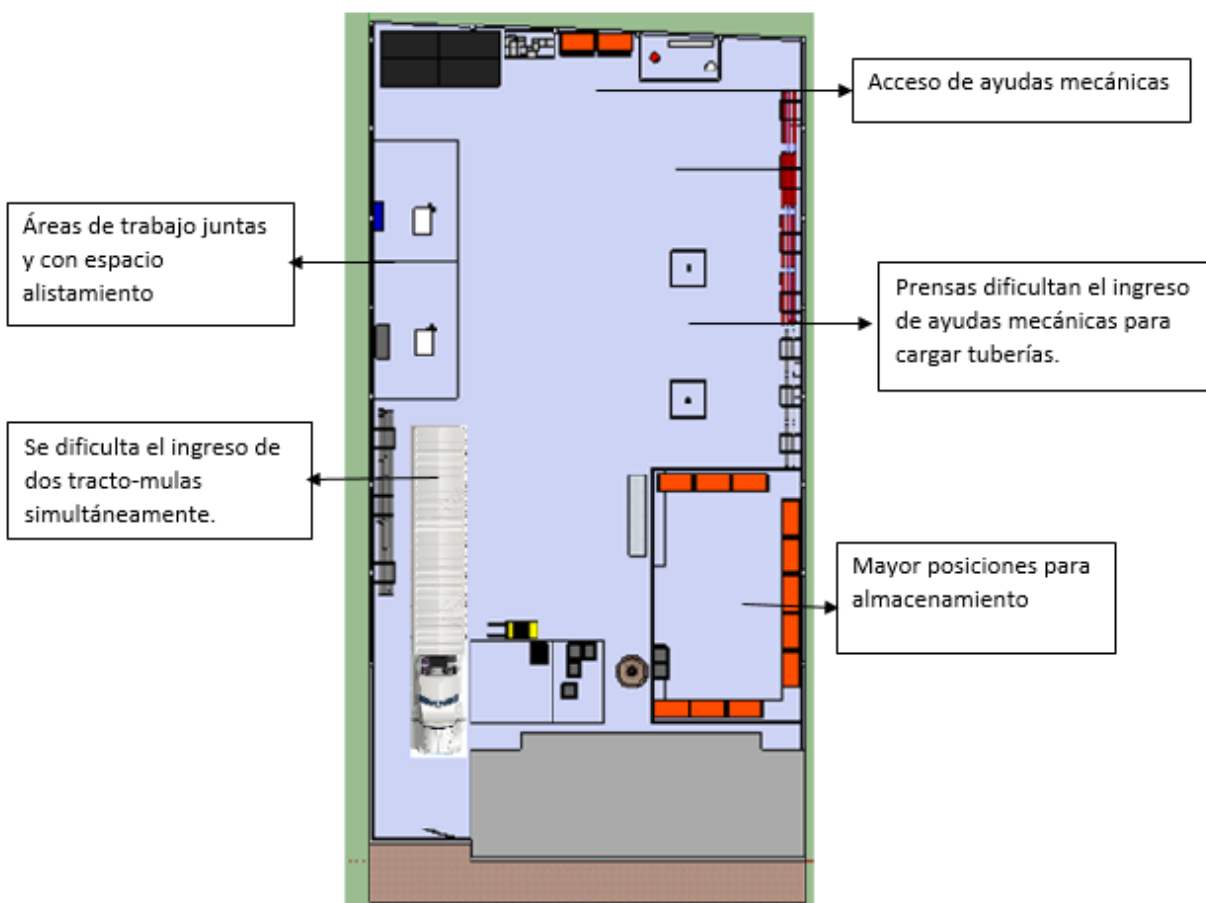 Acceso de ayudas mecánicas
Áreas de trabajo juntas
y con espacio
alistamiento
Prensas dificultan el ingreso
de ayudas mecánicas para
cargar tuberías.
Se dificulta el ingreso de
dos tracto-mulas
simultáneamente.
Mayor posiciones para
almacenamiento